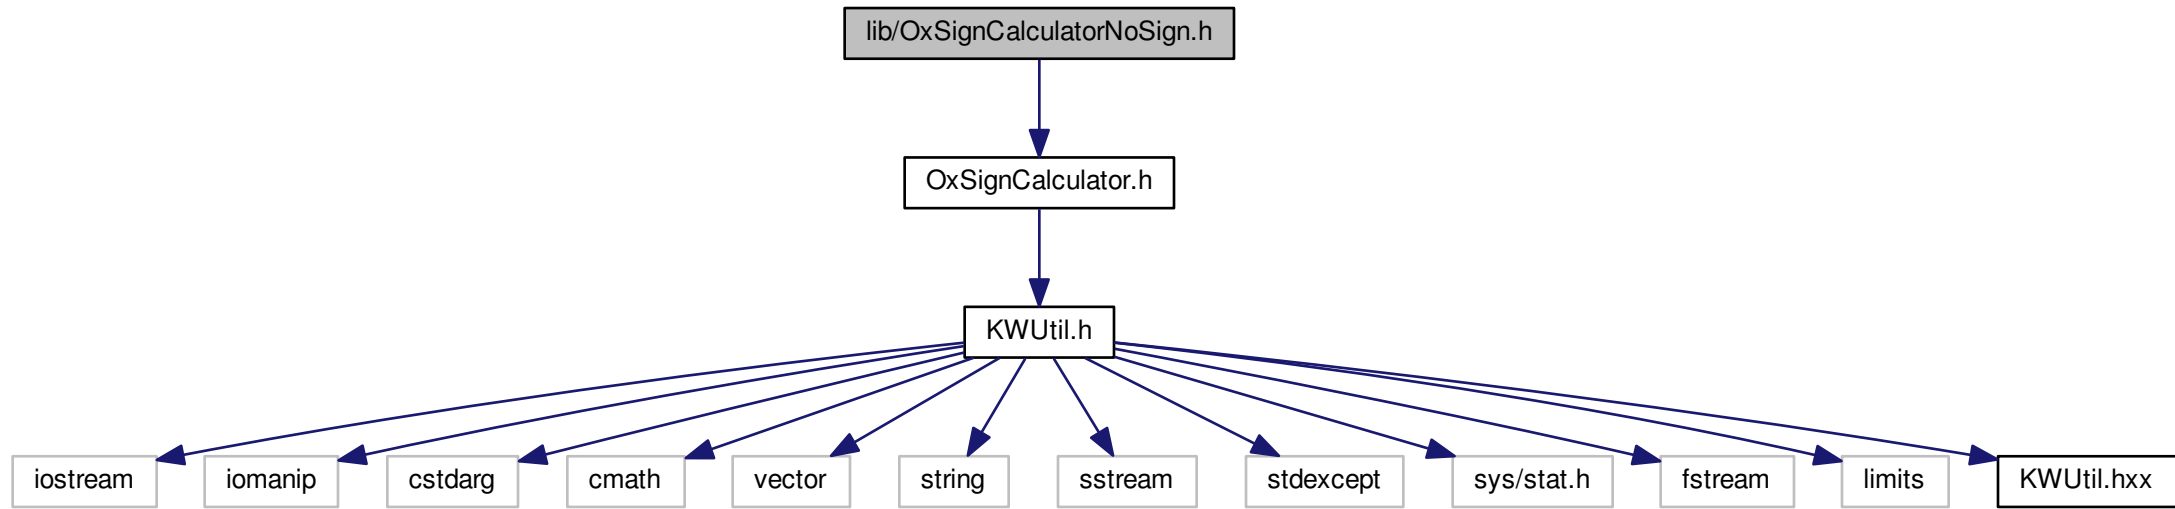 lib/OxSignCalculatorNoSign.h
OxSignCalculator.h
KWUtil.h
iostream
iomanip
cstdarg
cmath
vector
string
sstream
stdexcept
sys/stat.h
fstream
limits
KWUtil.hxx